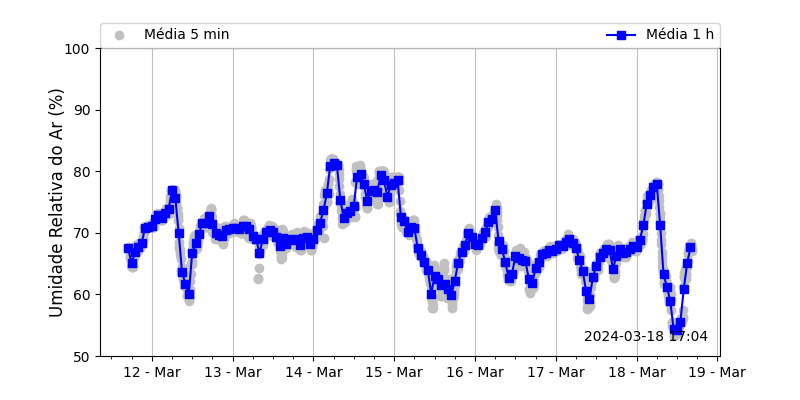 Média 5 min
Média 1 h
Umidade Relativa do Ar (%)
100
90
80
70
60
50
2024-03-18 17:04
12 - Mar
13 - Mar
14 - Mar
15 - Mar
16 - Mar
17 - Mar
18 - Mar
19 - Mar